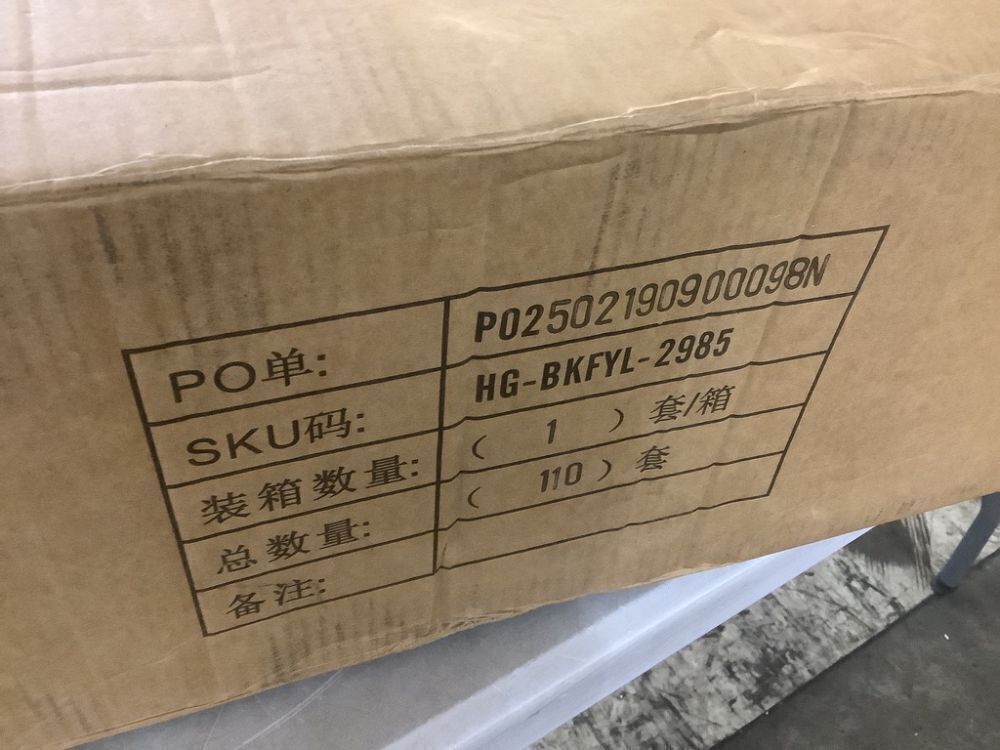 PO单: PO2502190900098N
SKU码: HG-BKFYL-2985
装箱数量: ( 1 ) 套/箱
总数量: ( 110 ) 套
备注: